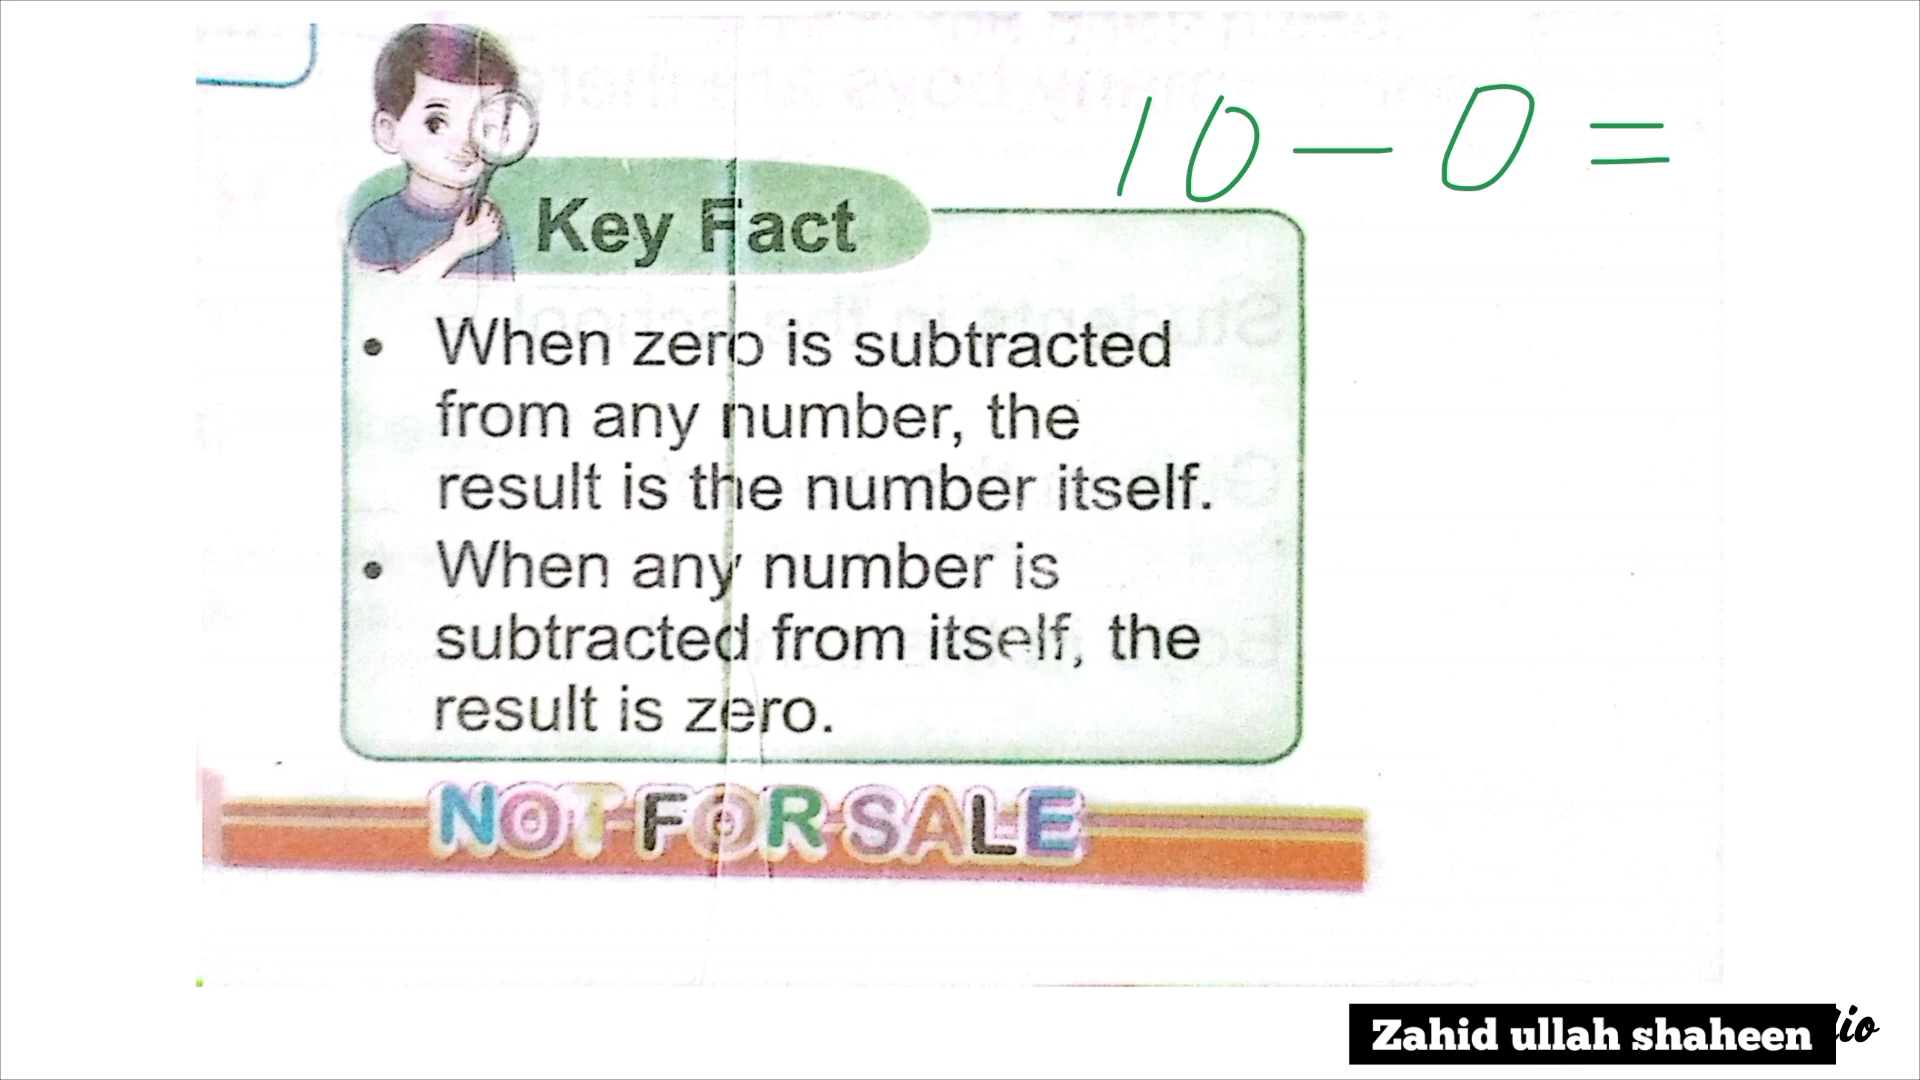 10 - 0 =
Key Fact
• When zero is subtracted
from any number, the
result is the number itself.
• When any number is
subtracted from itself, the
result is zero.
NOT FOR SALE
Zahid ullah shaheen